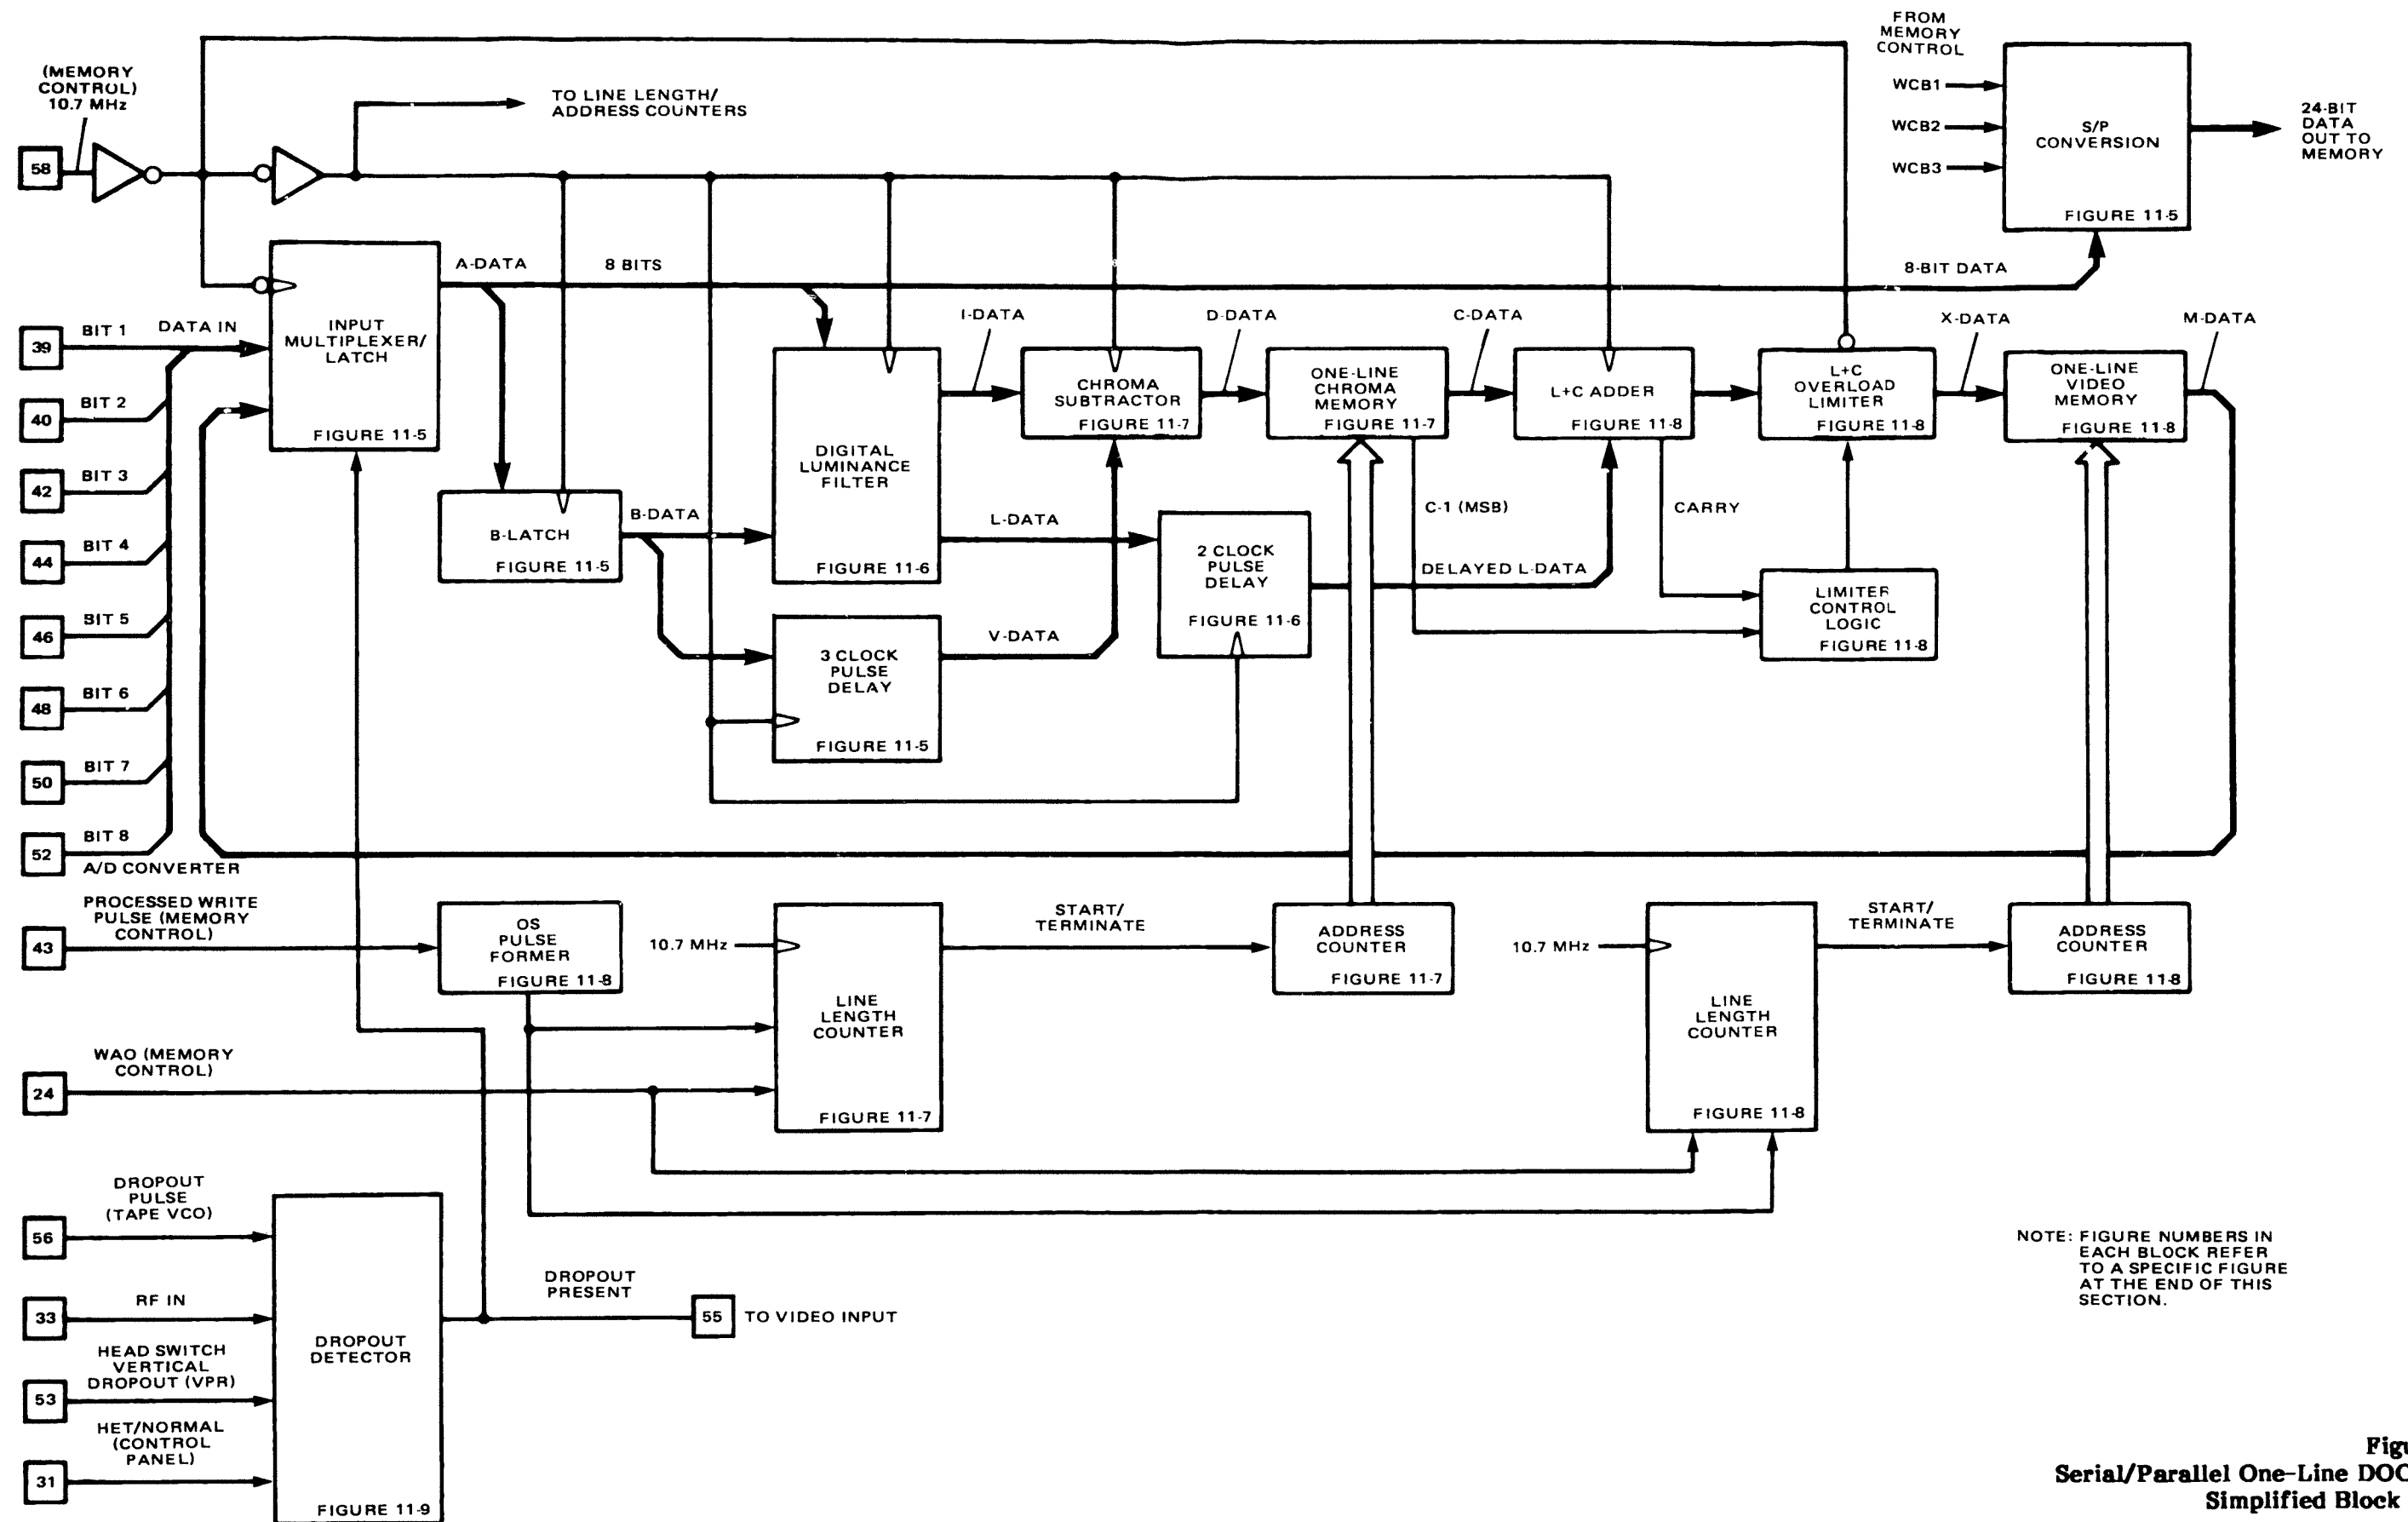 FROM
MEMORY
CONTROL
WCB1
WCB2
WCB3
S/P
CONVERSION
FIGURE 11-5
24-BIT
DATA
OUT TO
MEMORY
(MEMORY
CONTROL)
10.7 MHz
58
TO LINE LENGTH/
ADDRESS COUNTERS
A-DATA
8 BITS
8-BIT DATA
INPUT
MULTIPLEXER/
LATCH
FIGURE 11-5
DATA IN
39
BIT 1
40
BIT 2
42
BIT 3
44
BIT 4
46
BIT 5
48
BIT 6
50
BIT 7
52
BIT 8
A/D CONVERTER
B-LATCH
FIGURE 11-5
B-DATA
DIGITAL
LUMINANCE
FILTER
FIGURE 11-6
I-DATA
L-DATA
3 CLOCK
PULSE
DELAY
FIGURE 11-5
V-DATA
CHROMA
SUBTRACTOR
FIGURE 11-7
D-DATA
ONE-LINE
CHROMA
MEMORY
FIGURE 11-7
C-DATA
C-1 (MSB)
2 CLOCK
PULSE
DELAY
FIGURE 11-6
DELAYED L-DATA
L+C ADDER
FIGURE 11-8
CARRY
L+C
OVERLOAD
LIMITER
FIGURE 11-8
LIMITER
CONTROL
LOGIC
FIGURE 11-8
X-DATA
ONE-LINE
VIDEO
MEMORY
FIGURE 11-8
M-DATA
PROCESSED WRITE
PULSE (MEMORY
CONTROL)
43
OS
PULSE
FORMER
FIGURE 11-8
10.7 MHz
LINE
LENGTH
COUNTER
FIGURE 11-7
START/
TERMINATE
ADDRESS
COUNTER
FIGURE 11-7
10.7 MHz
LINE
LENGTH
COUNTER
FIGURE 11-8
START/
TERMINATE
ADDRESS
COUNTER
FIGURE 11-8
WAO (MEMORY
CONTROL)
24
DROPOUT
PULSE
(TAPE VCO)
56
RF IN
33
HEAD SWITCH
VERTICAL
DROPOUT (VPR)
53
HET/NORMAL
(CONTROL
PANEL)
31
DROPOUT
DETECTOR
FIGURE 11-9
DROPOUT
PRESENT
55
TO VIDEO INPUT
NOTE: FIGURE NUMBERS IN
EACH BLOCK REFER
TO A SPECIFIC FIGURE
AT THE END OF THIS
SECTION.
Serial/Parallel One-Line DOC
Simplified Block